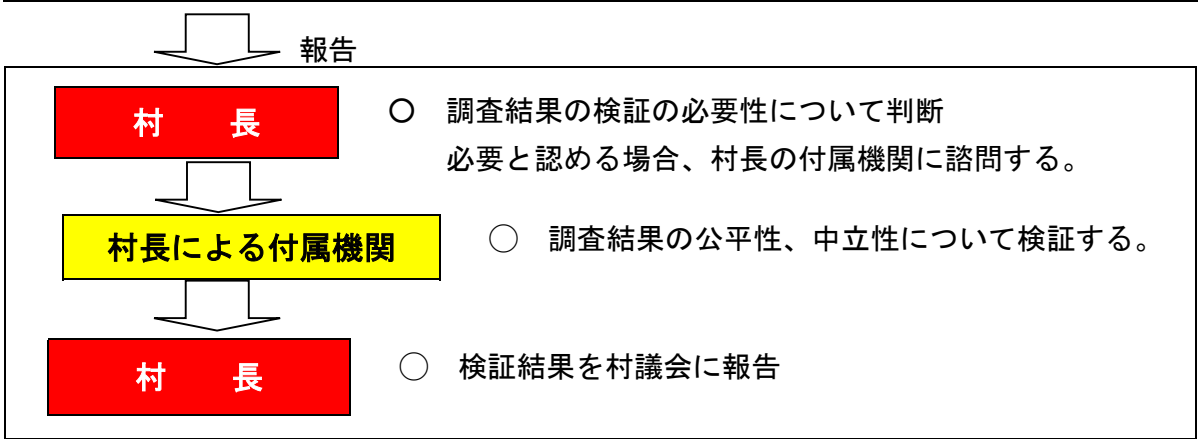 報告
村　長
〇　調査結果の検証の必要性について判断
必要と認める場合、村長の付属機関に諮問する。
村長による付属機関
○　調査結果の公平性、中立性について検証する。
村　長
○　検証結果を村議会に報告